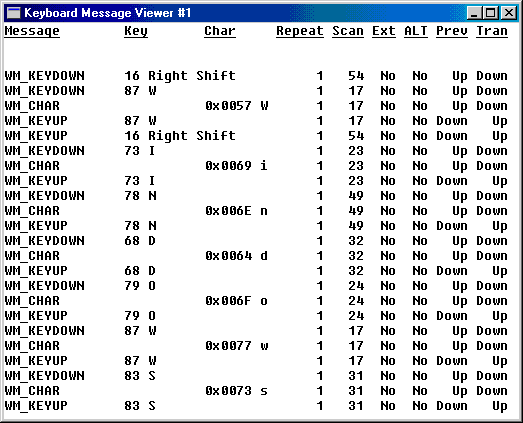 Keyboard Message Viewer #1
Message Key Char Repeat Scan Ext ALT Prev Tran
WM_KEYDOWN 16 Right Shift 1 54 No No Up Down
WM_KEYDOWN 87 W 1 17 No No Up Down
WM_CHAR 0x0057 W 1 17 No No Up Down
WM_KEYUP 87 W 1 17 No No Down Up
WM_KEYUP 16 Right Shift 1 54 No No Down Up
WM_KEYDOWN 73 I 1 23 No No Up Down
WM_CHAR 0x0069 i 1 23 No No Up Down
WM_KEYUP 73 I 1 23 No No Down Up
WM_KEYDOWN 78 N 1 49 No No Up Down
WM_CHAR 0x006E n 1 49 No No Up Down
WM_KEYUP 78 N 1 49 No No Down Up
WM_KEYDOWN 68 D 1 32 No No Up Down
WM_CHAR 0x0064 d 1 32 No No Up Down
WM_KEYUP 68 D 1 32 No No Down Up
WM_KEYDOWN 79 O 1 24 No No Up Down
WM_CHAR 0x006F o 1 24 No No Up Down
WM_KEYUP 79 O 1 24 No No Down Up
WM_KEYDOWN 87 W 1 17 No No Up Down
WM_CHAR 0x0077 w 1 17 No No Up Down
WM_KEYUP 87 W 1 17 No No Down Up
WM_KEYDOWN 83 S 1 31 No No Up Down
WM_CHAR 0x0073 s 1 31 No No Up Down
WM_KEYUP 83 S 1 31 No No Down Up